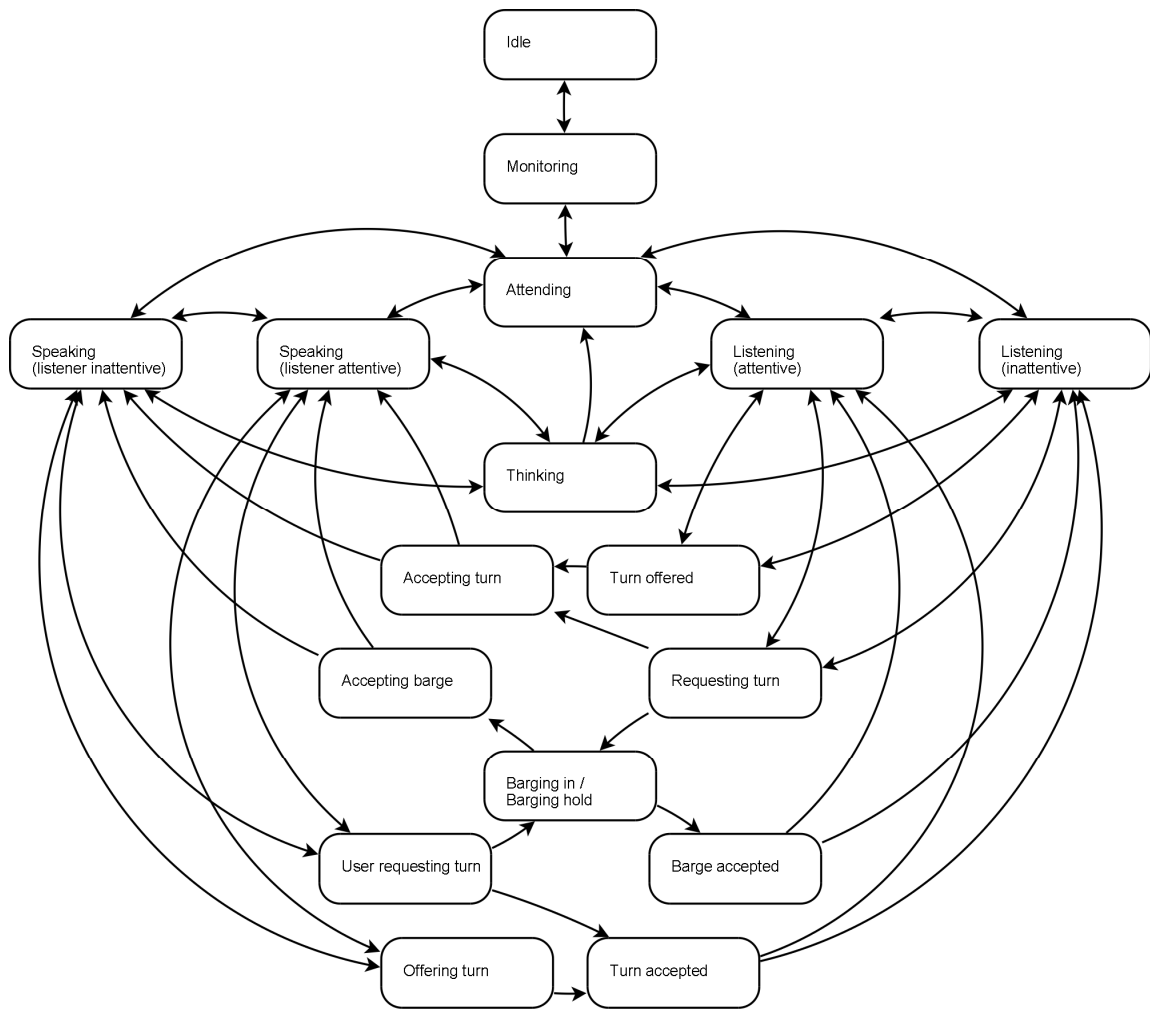 Idle
Monitoring
Attending
Speaking
(listener inattentive)
Speaking
(listener attentive)
Listening
(attentive)
Listening
(inattentive)
Thinking
Accepting turn
Turn offered
Accepting barge
Requesting turn
Barging in /
Barging hold
User requesting turn
Barge accepted
Offering turn
Turn accepted